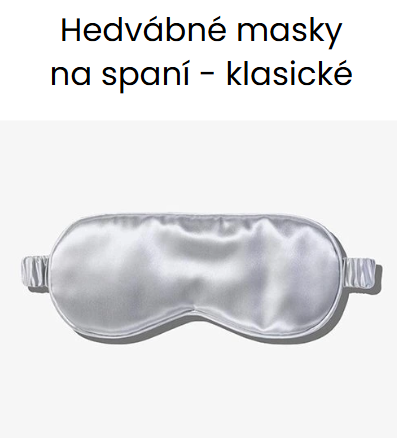 Hedvábné masky
na spaní - klasické